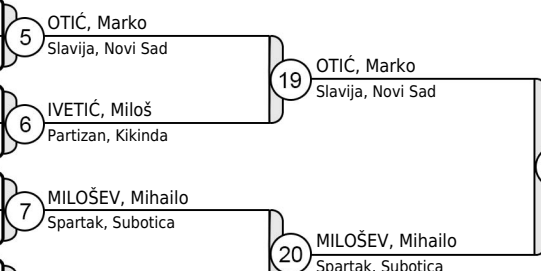 5
OTIĆ, Marko
Slavija, Novi Sad
19
OTIĆ, Marko
Slavija, Novi Sad
6
IVETIĆ, Miloš
Partizan, Kikinda
7
MILOŠEV, Mihailo
Spartak, Subotica
20
MILOŠEV, Mihailo
Spartak, Subotica